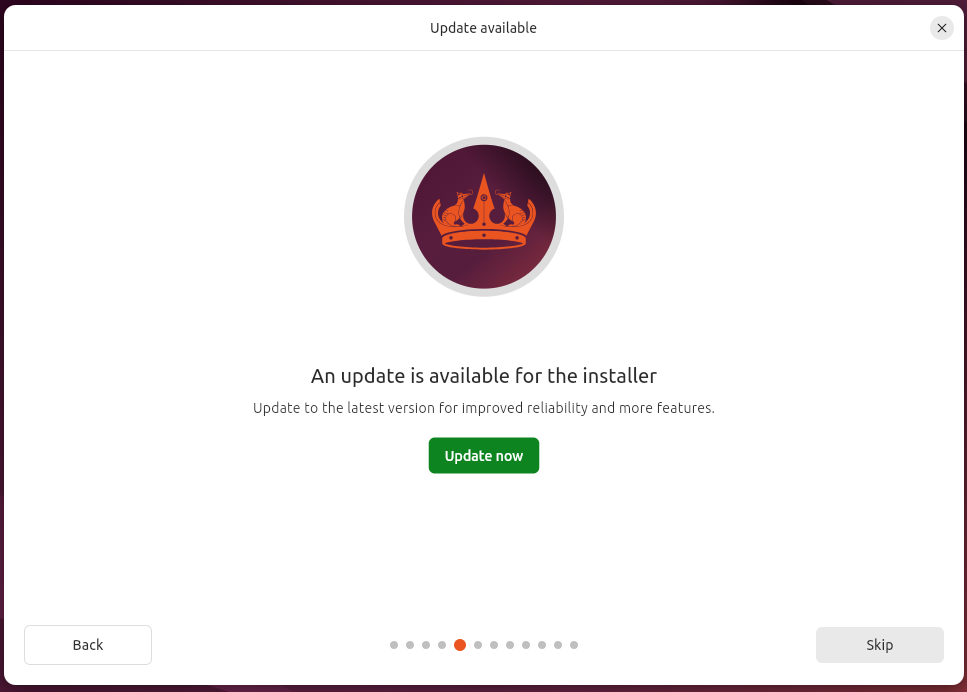 Update available
An update is available for the installer
Update to the latest version for improved reliability and more features.
Update now
Back
Skip